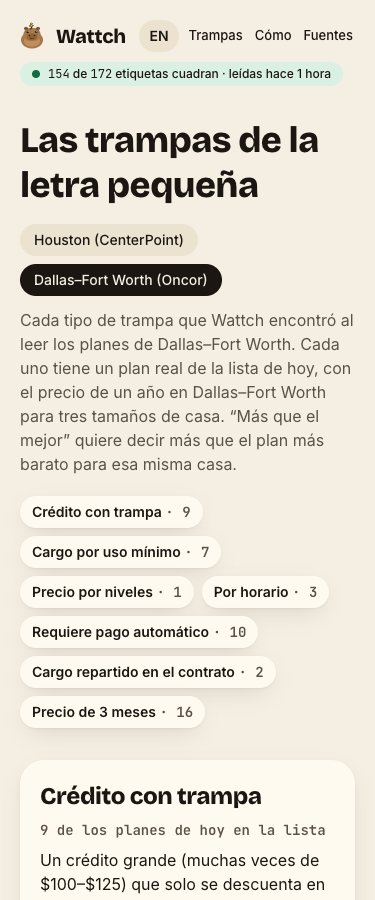 Wattch EN Trampas Cómo Fuentes
154 de 172 etiquetas cuadran · leídas hace 1 hora
Las trampas de la
letra pequeña
Houston (CenterPoint)
Dallas–Fort Worth (Oncor)
Cada tipo de trampa que Wattch encontró al
leer los planes de Dallas–Fort Worth. Cada
uno tiene un plan real de la lista de hoy, con
el precio de un año en Dallas–Fort Worth
para tres tamaños de casa. “Más que el
mejor” quiere decir más que el plan más
barato para esa misma casa.
Crédito con trampa · 9
Cargo por uso mínimo · 7
Precio por niveles · 1 Por horario · 3
Requiere pago automático · 10
Cargo repartido en el contrato · 2
Precio de 3 meses · 16
Crédito con trampa
9 de los planes de hoy en la lista
Un crédito grande (muchas veces de
$100–$125) que solo se descuenta en